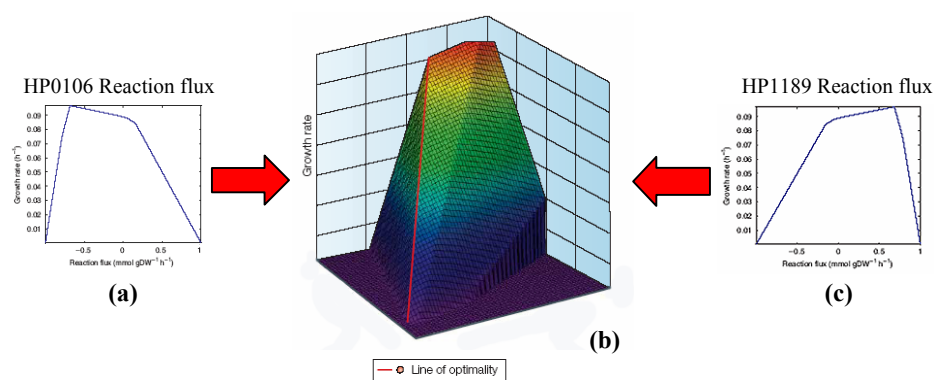 HP0106 Reaction flux
Growth rate (h⁻¹)
0.09
0.08
0.07
0.06
0.05
0.04
0.03
0.02
0.01
−0.5 0 0.5 1
Reaction flux (mmol gDW⁻¹ h⁻¹)
(a)
Growth rate
(b)
Line of optimality
HP1189 Reaction flux
Growth rate (h⁻¹)
0.09
0.08
0.07
0.06
0.05
0.04
0.03
0.02
0.01
−0.5 0 0.5 1
Reaction flux (mmol gDW⁻¹ h⁻¹)
(c)